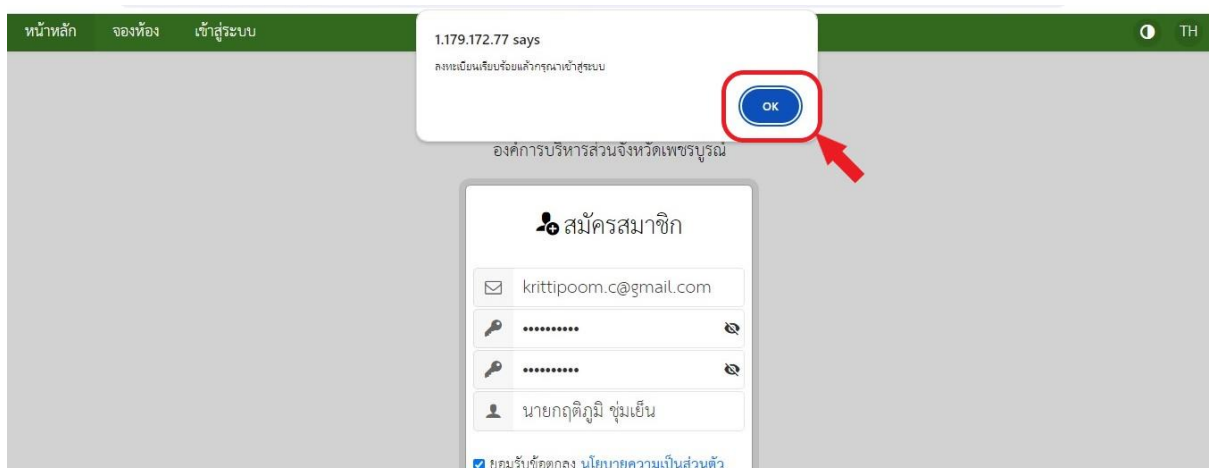 หน้าหลัก จองห้อง เข้าสู่ระบบ TH
1.179.172.77 says
ลงทะเบียนเรียบร้อยแล้วกรุณาเข้าสู่ระบบ
OK
องค์การบริหารส่วนจังหวัดเพชรบูรณ์
สมัครสมาชิก
krittipoom.c@gmail.com
••••••••••
••••••••••
นายกฤติภูมิ ชุ่มเย็น
ยอมรับข้อตกลง นโยบายความเป็นส่วนตัว